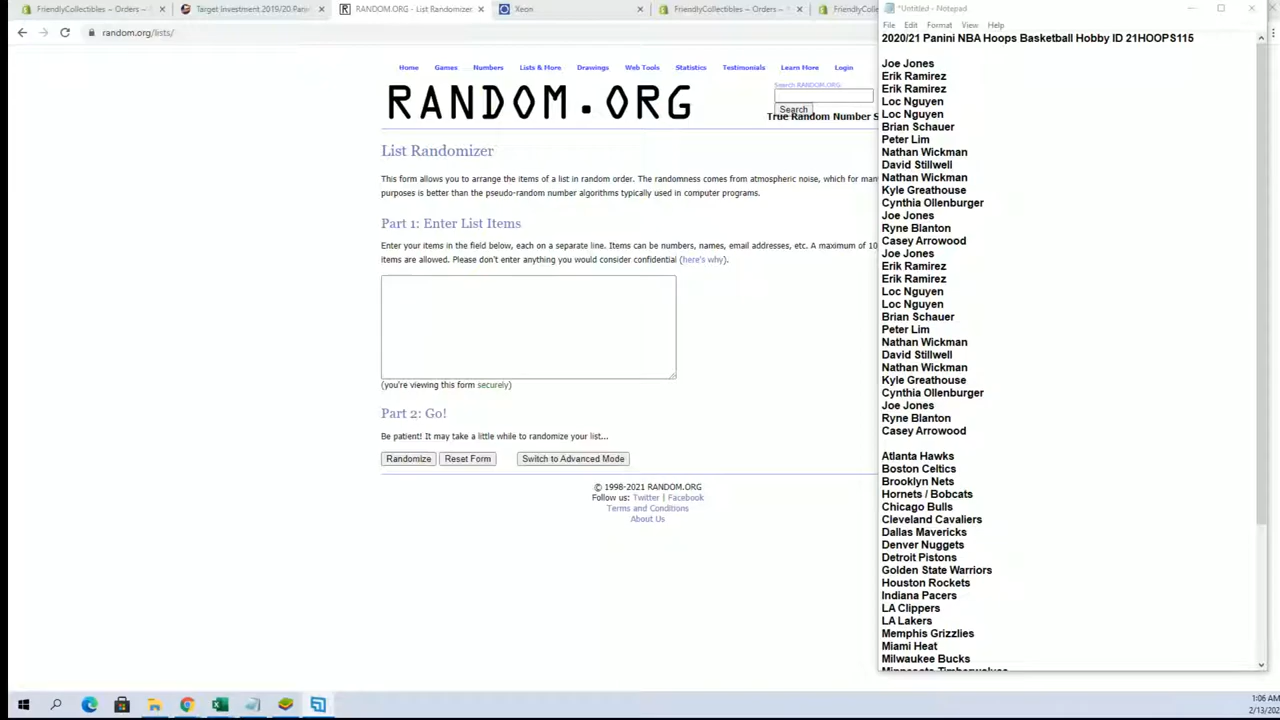 FriendlyCollectibles – Orders –
Target Investment.2019/20.Panin
RANDOM.ORG - List Randomizer
Xeon
FriendlyCollectibles – Orders –
FriendlyColle
*Untitled - Notepad
random.org/lists/
File Edit Format View Help
2020/21 Panini NBA Hoops Basketball Hobby ID 21HOOPS115
Joe Jones
Erik Ramirez
Erik Ramirez
Loc Nguyen
Loc Nguyen
Brian Schauer
Peter Lim
Nathan Wickman
David Stillwell
Nathan Wickman
Kyle Greathouse
Cynthia Ollenburger
Joe Jones
Ryne Blanton
Casey Arrowood
Joe Jones
Erik Ramirez
Erik Ramirez
Loc Nguyen
Loc Nguyen
Brian Schauer
Peter Lim
Nathan Wickman
David Stillwell
Nathan Wickman
Kyle Greathouse
Cynthia Ollenburger
Joe Jones
Ryne Blanton
Casey Arrowood
Atlanta Hawks
Boston Celtics
Brooklyn Nets
Hornets / Bobcats
Chicago Bulls
Cleveland Cavaliers
Dallas Mavericks
Denver Nuggets
Detroit Pistons
Golden State Warriors
Houston Rockets
Indiana Pacers
LA Clippers
LA Lakers
Memphis Grizzlies
Miami Heat
Milwaukee Bucks
Minnesota Timberwolves
Home Games Numbers Lists & More Drawings Web Tools Statistics Testimonials Learn More Login
RANDOM.ORG
Search RANDOM.ORG
Search
True Random Number S
List Randomizer
This form allows you to arrange the items of a list in random order. The randomness comes from atmospheric noise, which for man
purposes is better than the pseudo-random number algorithms typically used in computer programs.
Part 1: Enter List Items
Enter your items in the field below, each on a separate line. Items can be numbers, names, email addresses, etc. A maximum of 10
items are allowed. Please don't enter anything you would consider confidential (here's why).
(you're viewing this form securely)
Part 2: Go!
Be patient! It may take a little while to randomize your list...
Randomize Reset Form Switch to Advanced Mode
© 1998-2021 RANDOM.ORG
Follow us: Twitter | Facebook
Terms and Conditions
About Us
1:06 AM
2/13/202